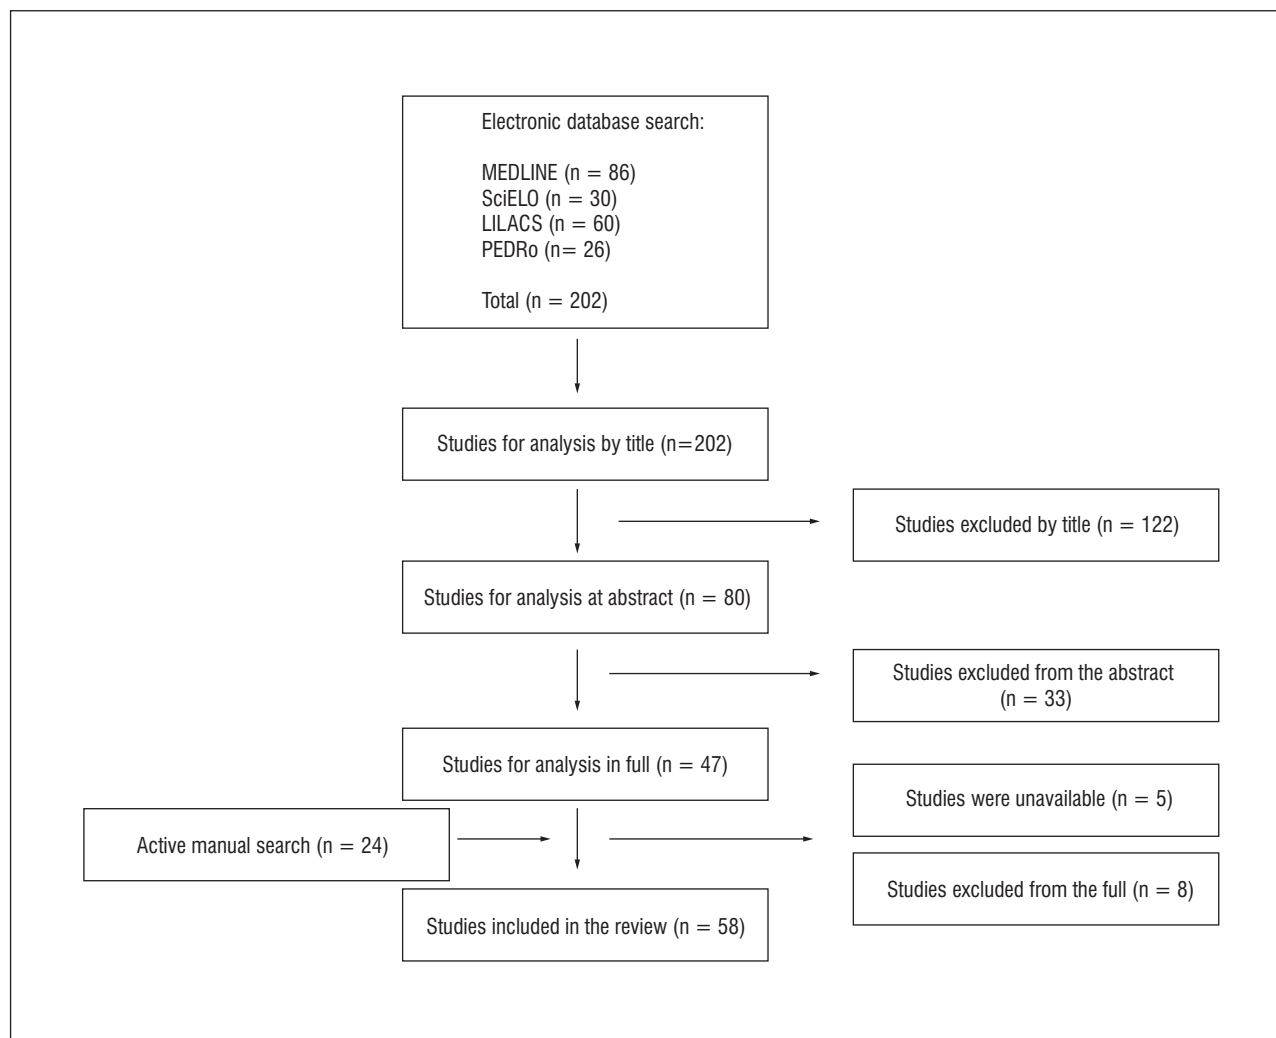 Electronic database search:
MEDLINE (n = 86)
SciELO (n = 30)
LILACS (n = 60)
PEDRo (n= 26)
Total (n = 202)
Studies for analysis by title (n=202)
Studies excluded by title (n = 122)
Studies for analysis at abstract (n = 80)
Studies excluded from the abstract
(n = 33)
Studies for analysis in full (n = 47)
Studies were unavailable (n = 5)
Active manual search (n = 24)
Studies excluded from the full (n = 8)
Studies included in the review (n = 58)